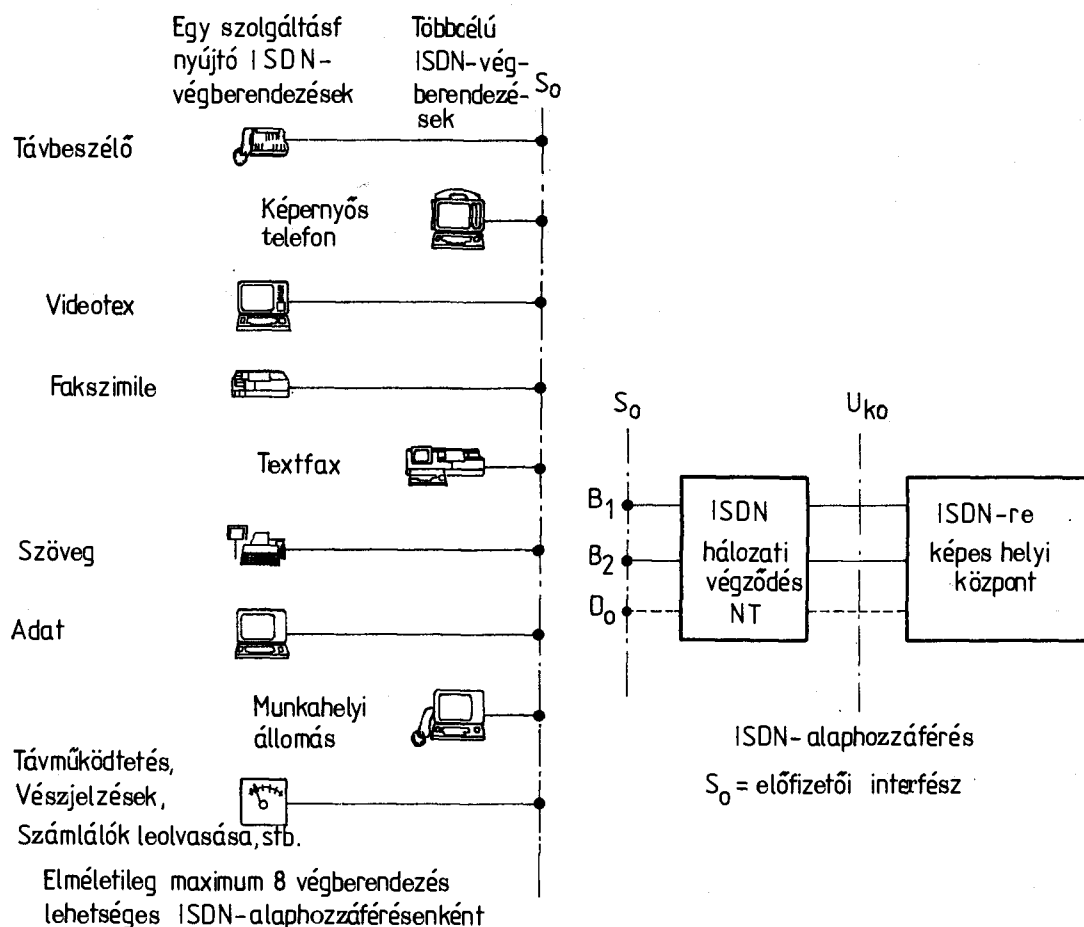 Egy szolgáltásf
nyújtó ISDN-
végberendezések
Többcélú
ISDN-vég-
berendezé-
sek
S₀
Távbeszélő
Képernyős
telefon
Videotex
Fakszimile
Textfax
Szöveg
Adat
Munkahelyi
állomás
Távműködtetés,
Vészjelzések,
Számlálók leolvasása, stb.
Elméletileg maximum 8 végberendezés
lehetséges ISDN-alaphozzáférésenként
S₀
U_k₀
B₁
B₂
D₀
ISDN
hálozati
végződés
NT
ISDN-re
képes helyi
központ
ISDN-alaphozzáférés
S₀ = előfizetői interfész